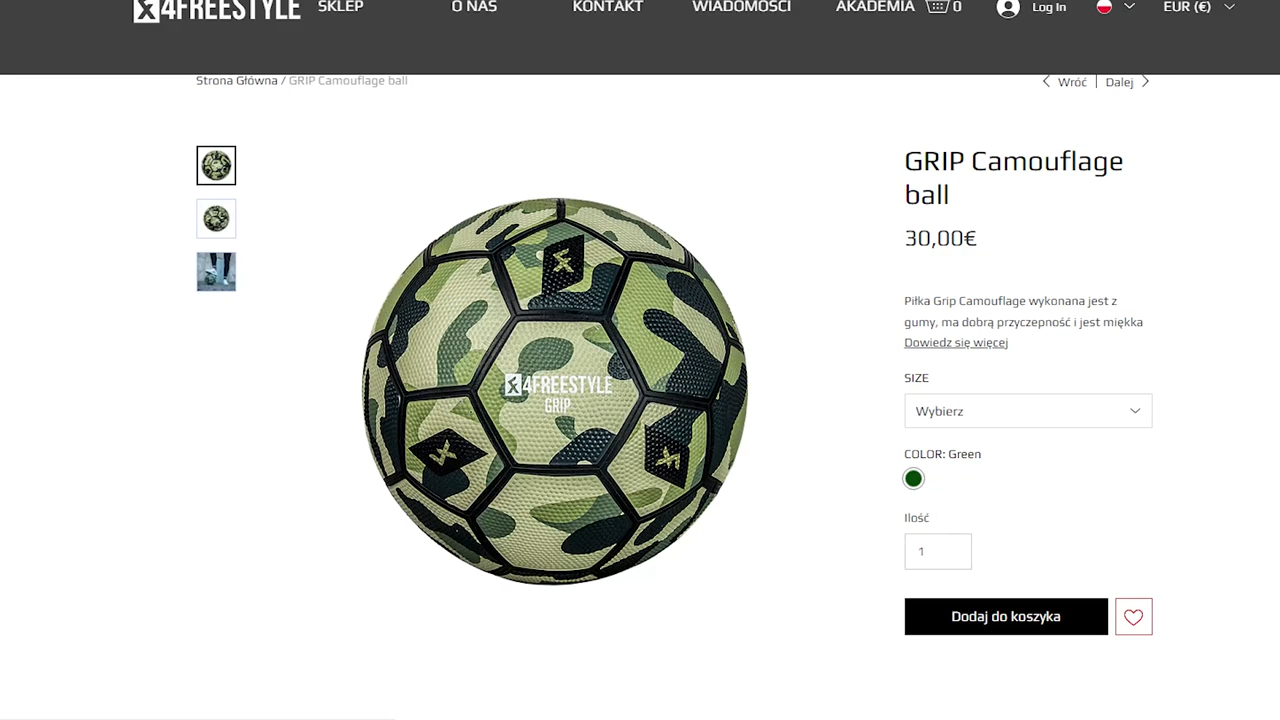 4FREESTYLE
SKLEP
O NAS
KONTAKT
WIADOMOSCI
AKADEMIA
0
Log In
EUR (€)
Strona Główna / GRIP Camouflage ball
Wróć
Dalej
GRIP Camouflage
ball
30,00€
4FREESTYLE
GRIP
Piłka Grip Camouflage wykonana jest z
gumy, ma dobrą przyczepność i jest miękka
Dowiedz się więcej
SIZE
Wybierz
COLOR: Green
Ilość
1
Dodaj do koszyka